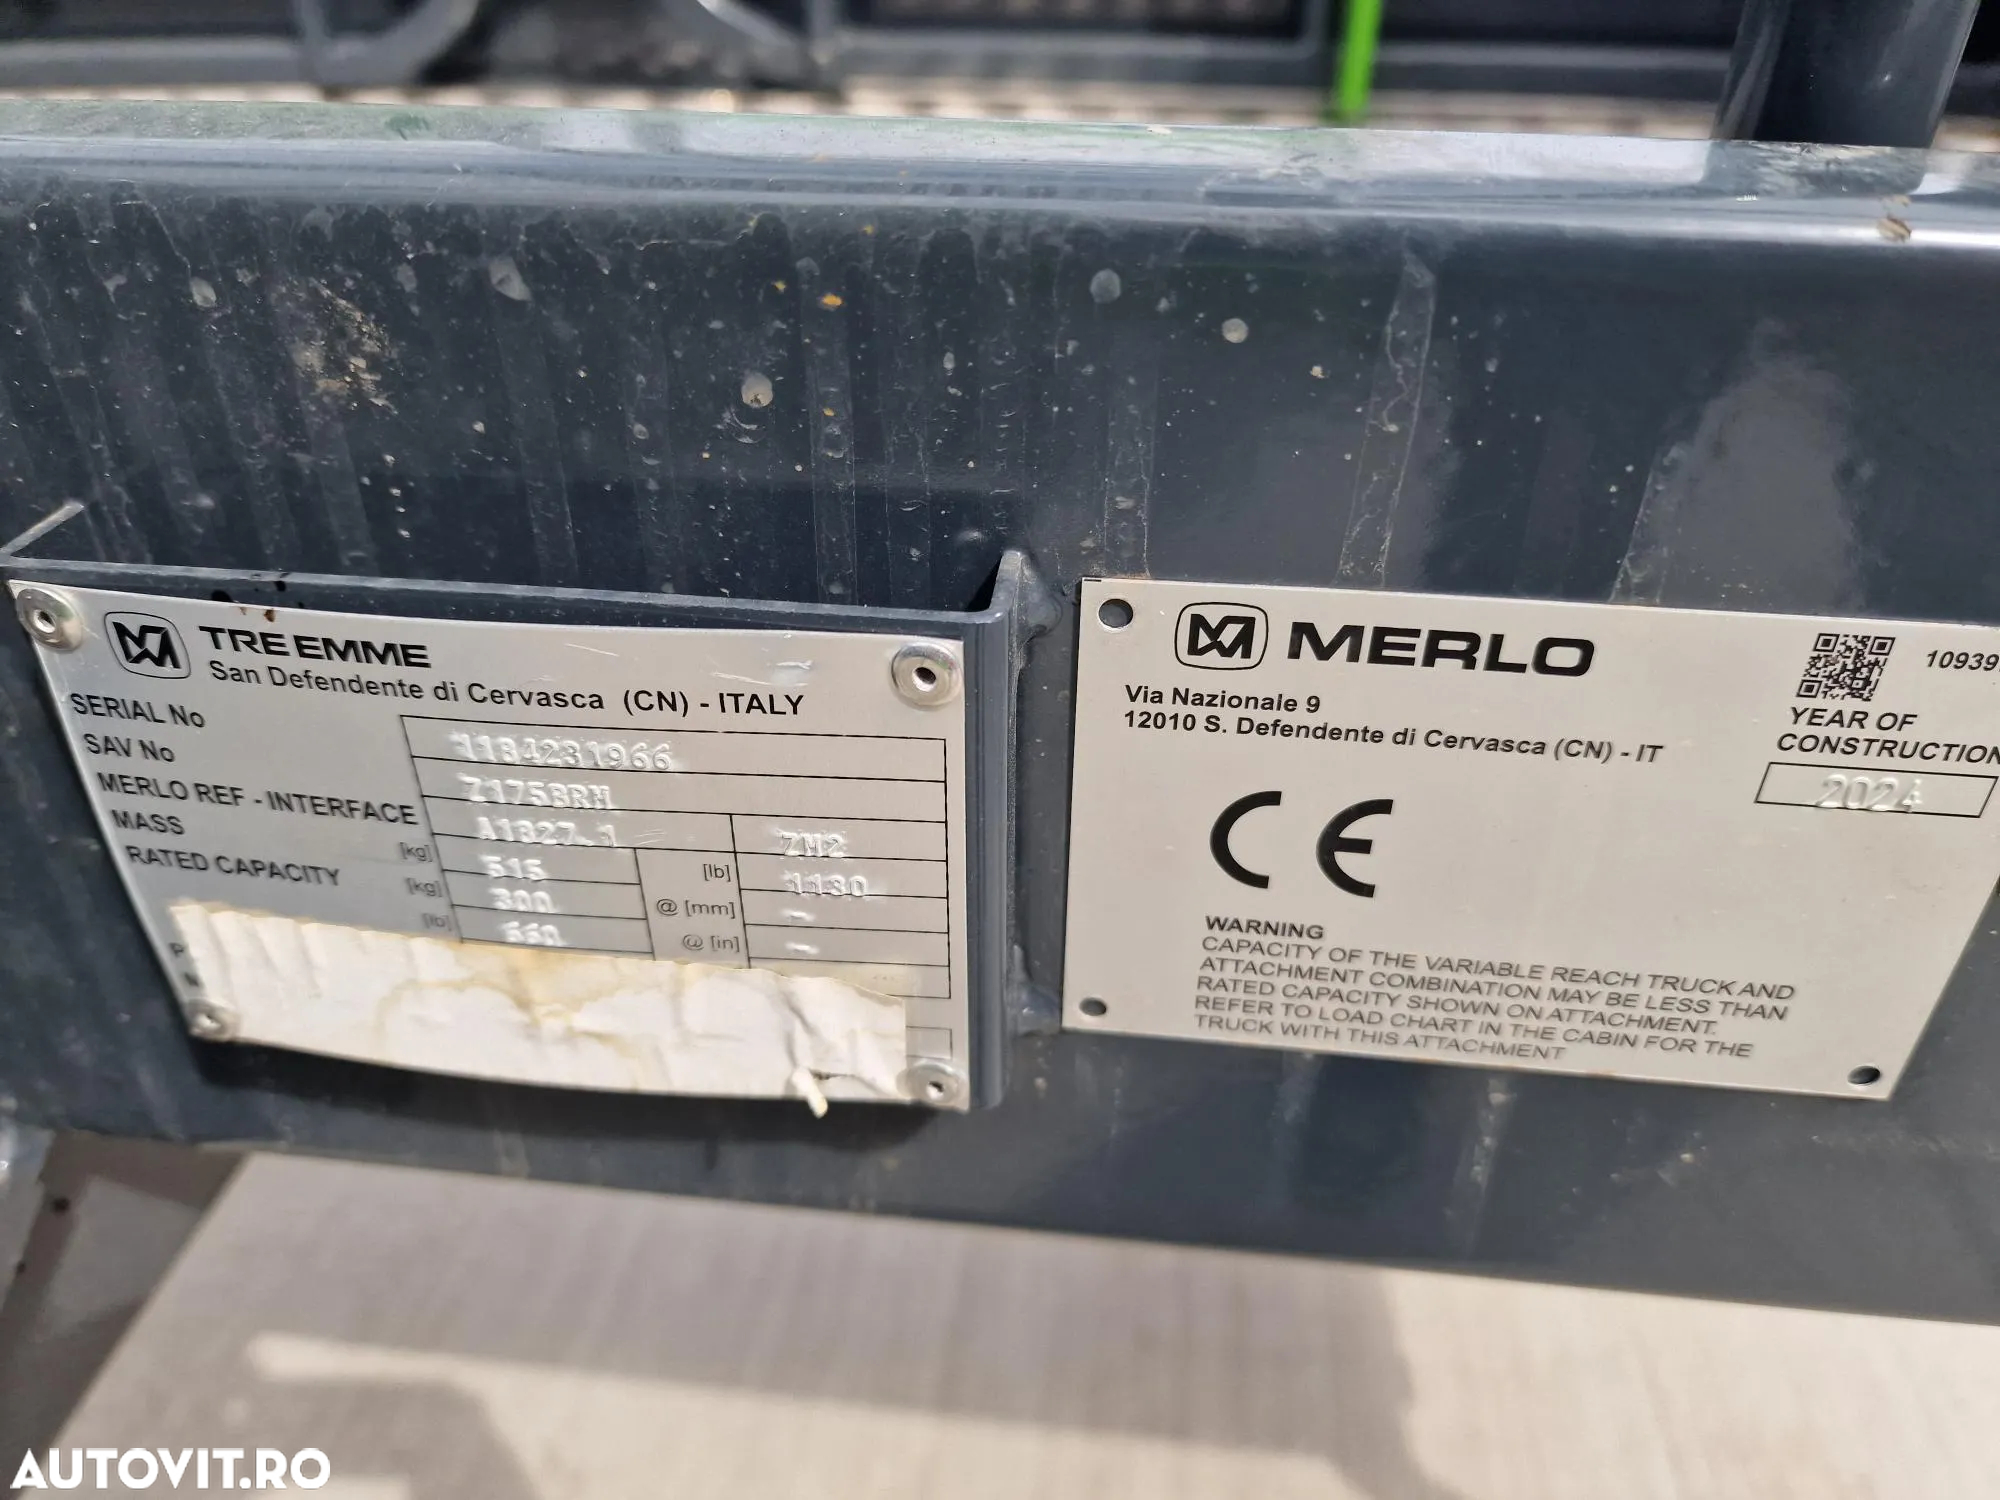 TRE EMME
San Defendente di Cervasca (CN) - ITALY
SERIAL No 1184231966
SAV No Z1758RH
MERLO REF - INTERFACE A1827.1 ZM2
MASS [kg] 515 [lb] 1130
RATED CAPACITY [kg] 300 @ [mm] -
[lb] 660 @ [in] -
MERLO
Via Nazionale 9
12010 S. Defendente di Cervasca (CN) - IT
10939
YEAR OF
CONSTRUCTION
2024
CE
WARNING
CAPACITY OF THE VARIABLE REACH TRUCK AND
ATTACHMENT COMBINATION MAY BE LESS THAN
RATED CAPACITY SHOWN ON ATTACHMENT.
REFER TO LOAD CHART IN THE CABIN FOR THE
TRUCK WITH THIS ATTACHMENT
AUTOVIT.RO